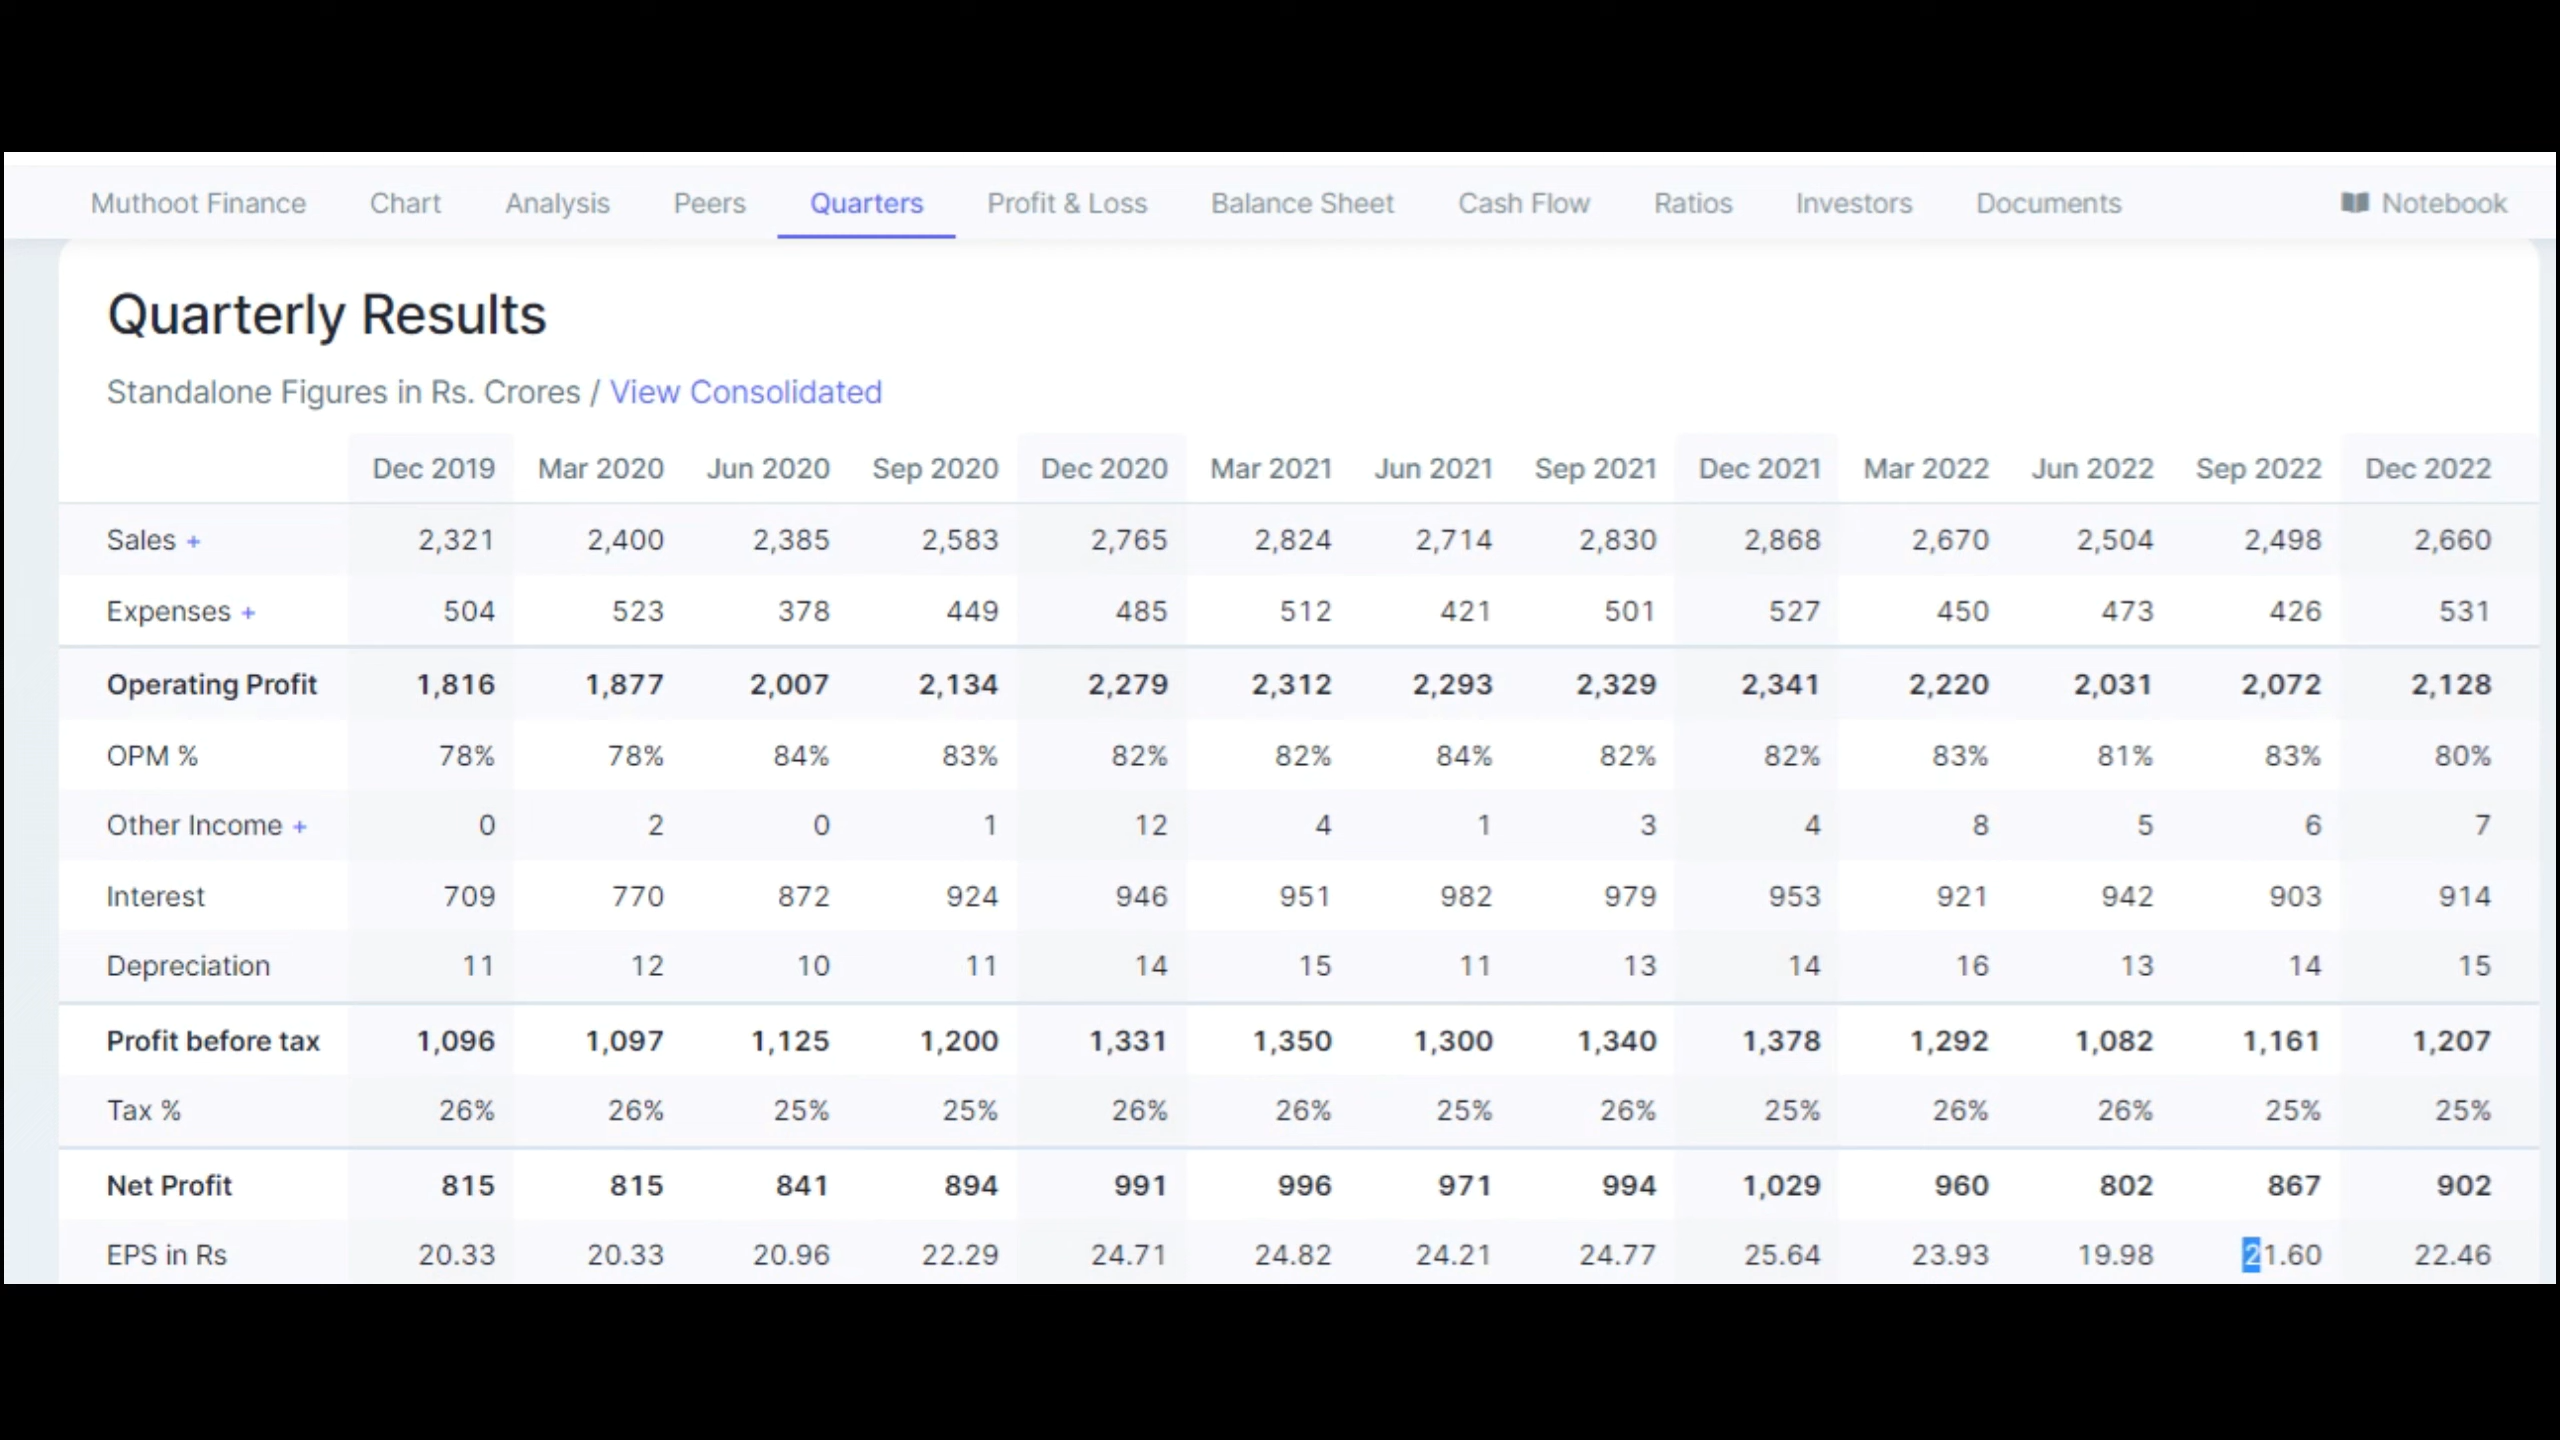 Muthoot Finance Chart Analysis Peers Quarters Profit & Loss Balance Sheet Cash Flow Ratios Investors Documents Notebook
Quarterly Results
Standalone Figures in Rs. Crores / View Consolidated
Dec 2019 Mar 2020 Jun 2020 Sep 2020 Dec 2020 Mar 2021 Jun 2021 Sep 2021 Dec 2021 Mar 2022 Jun 2022 Sep 2022 Dec 2022
Sales + 2,321 2,400 2,385 2,583 2,765 2,824 2,714 2,830 2,868 2,670 2,504 2,498 2,660
Expenses + 504 523 378 449 485 512 421 501 527 450 473 426 531
Operating Profit 1,816 1,877 2,007 2,134 2,279 2,312 2,293 2,329 2,341 2,220 2,031 2,072 2,128
OPM % 78% 78% 84% 83% 82% 82% 84% 82% 82% 83% 81% 83% 80%
Other Income + 0 2 0 1 12 4 1 3 4 8 5 6 7
Interest 709 770 872 924 946 951 982 979 953 921 942 903 914
Depreciation 11 12 10 11 14 15 11 13 14 16 13 14 15
Profit before tax 1,096 1,097 1,125 1,200 1,331 1,350 1,300 1,340 1,378 1,292 1,082 1,161 1,207
Tax % 26% 26% 25% 25% 26% 26% 25% 26% 25% 26% 26% 25% 25%
Net Profit 815 815 841 894 991 996 971 994 1,029 960 802 867 902
EPS in Rs 20.33 20.33 20.96 22.29 24.71 24.82 24.21 24.77 25.64 23.93 19.98 21.60 22.46